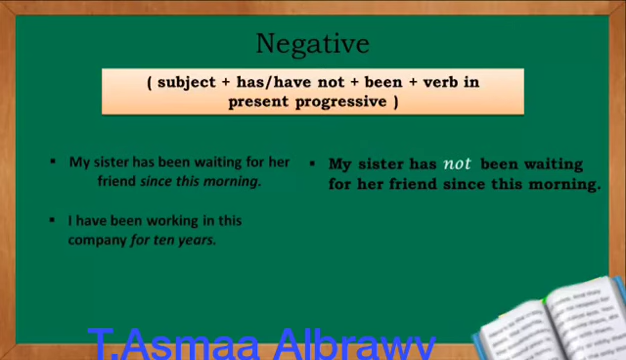 Negative
( subject + has/have not + been + verb in
present progressive )
▪ My sister has been waiting for her
friend since this morning.
▪ I have been working in this
company for ten years.
▪ My sister has not been waiting
for her friend since this morning.
T.Asmaa Albrawy